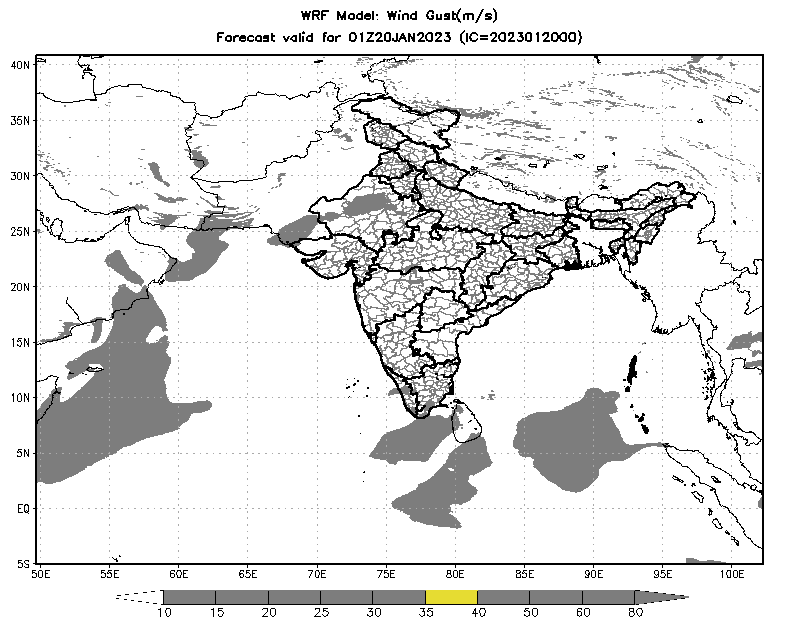 WRF Model: Wind Gust(m/s)
Forecast valid for 01Z20JAN2023 (IC=2023012000)
40N
35N
30N
25N
20N
15N
10N
5N
EQ
5S
50E 55E 60E 65E 70E 75E 80E 85E 90E 95E 100E
10 15 20 25 30 35 40 50 60 80